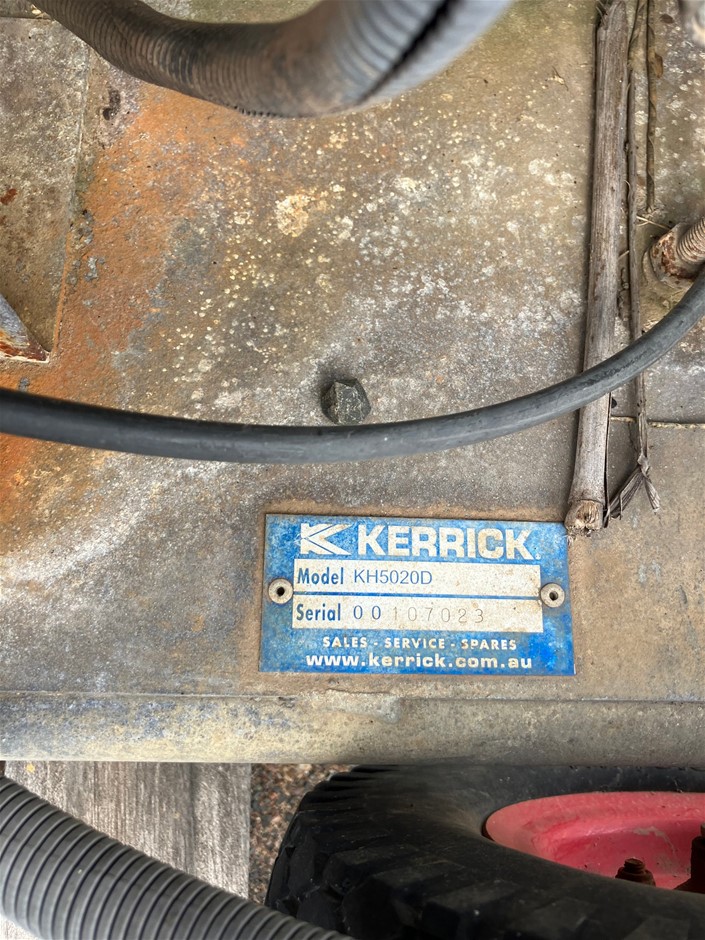 KERRICK
Model KH5020D
Serial 00107023
SALES - SERVICE - SPARES
www.kerrick.com.au